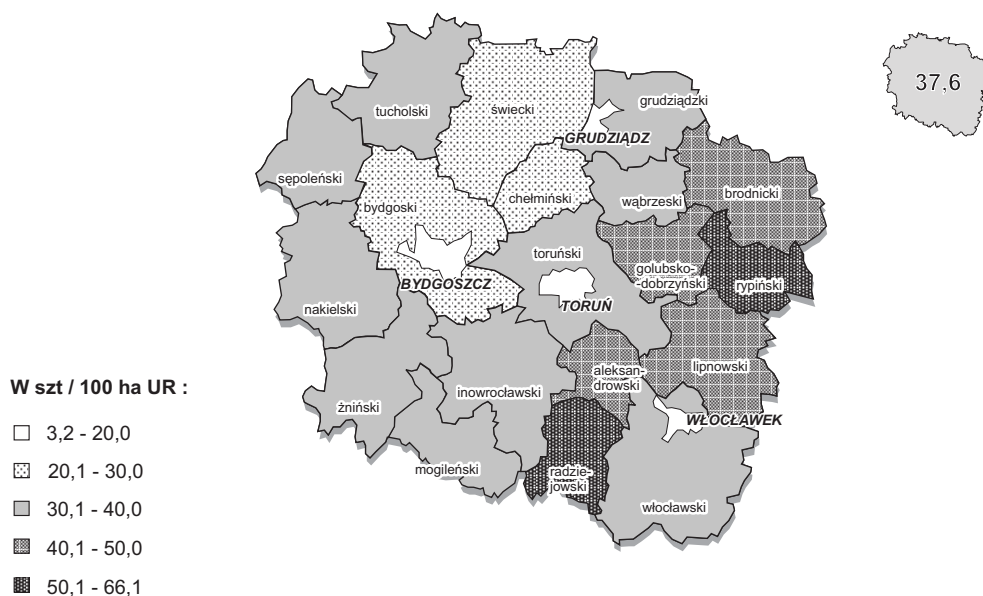 37,6
tucholski
świecki
grudziądzki
GRUDZIĄDZ
sępoleński
bydgoski
chełmiński
wąbrzeski
brodnicki
toruński
golubsko-
-dobrzyński
rypiński
BYDGOSZCZ
TORUŃ
nakielski
aleksan-
drowski
lipnowski
inowrocławski
żniński
WŁOCŁAWEK
mogileński
radzie-
jowski
włocławski
W szt / 100 ha UR :
3,2 - 20,0
20,1 - 30,0
30,1 - 40,0
40,1 - 50,0
50,1 - 66,1